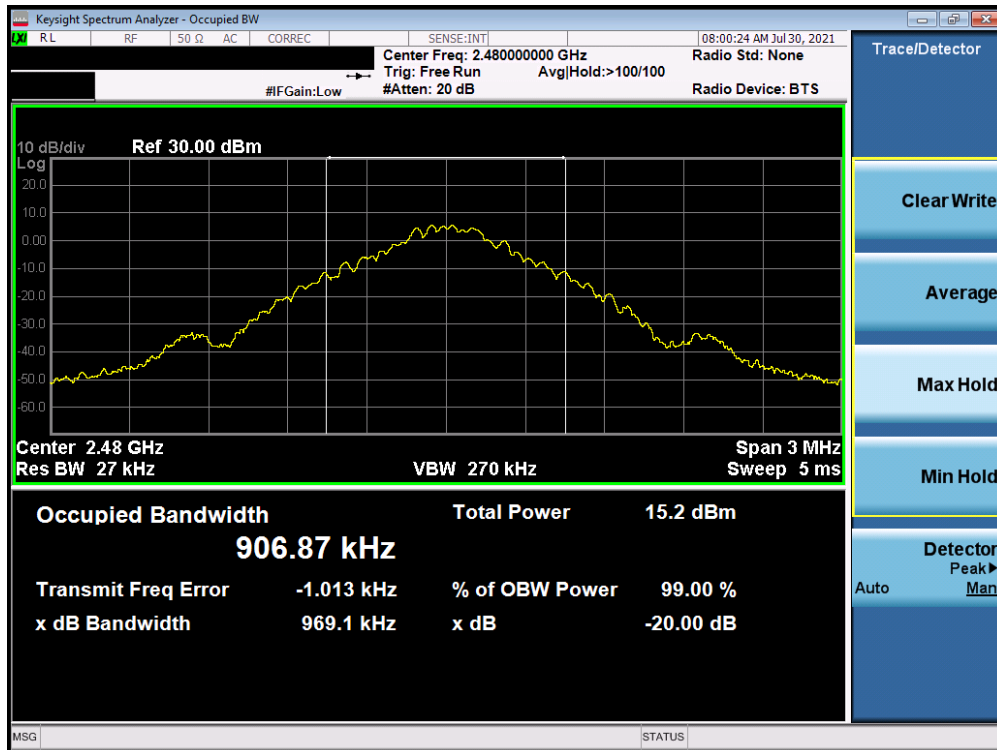 Keysight Spectrum Analyzer - Occupied BW
LXI RL RF 50 Ω AC CORREC SENSE:INT 08:00:24 AM Jul 30, 2021
Center Freq: 2.480000000 GHz Radio Std: None
Trig: Free Run Avg|Hold:>100/100
#IFGain:Low #Atten: 20 dB Radio Device: BTS
10 dB/div Ref 30.00 dBm
Log
20.0
10.0
0.00
-10.0
-20.0
-30.0
-40.0
-50.0
-60.0
Center 2.48 GHz Span 3 MHz
Res BW 27 kHz VBW 270 kHz Sweep 5 ms
Occupied Bandwidth Total Power 15.2 dBm
906.87 kHz
Transmit Freq Error -1.013 kHz % of OBW Power 99.00 %
x dB Bandwidth 969.1 kHz x dB -20.00 dB
MSG STATUS
Trace/Detector
Clear Write
Average
Max Hold
Min Hold
Detector
Peak▶
Auto Man